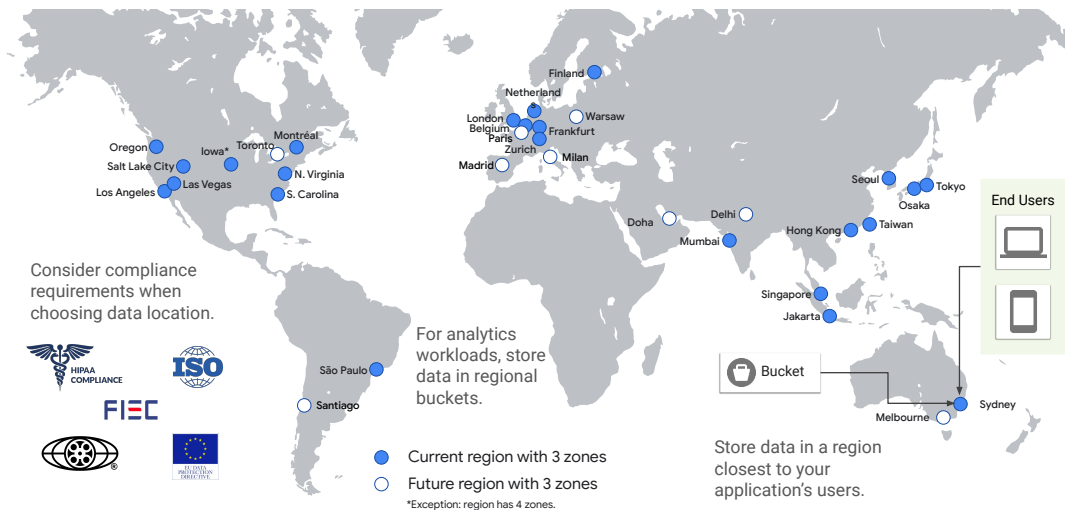 Finland
Netherland
s
London
Belgium
Paris
Warsaw
Frankfurt
Zurich
Madrid
Milan
Oregon
Salt Lake City
Los Angeles
Las Vegas
Iowa*
Toronto
Montréal
N. Virginia
S. Carolina
Doha
Delhi
Mumbai
Seoul
Tokyo
Osaka
Taiwan
Hong Kong
Singapore
Jakarta
End Users
Consider compliance
requirements when
choosing data location.
HIPAA
COMPLIANCE
ISO
FIEC
®
EU DATA
PROTECTION
DIRECTIVE
São Paulo
Santiago
For analytics
workloads, store
data in regional
buckets.
Bucket
Sydney
Melbourne
Store data in a region
closest to your
application's users.
Current region with 3 zones
Future region with 3 zones
*Exception: region has 4 zones.